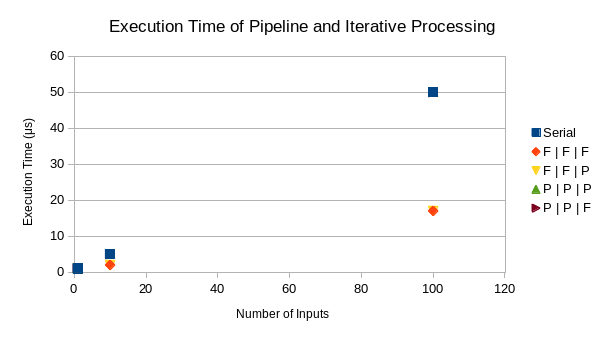 Execution Time of Pipeline and Iterative Processing
60
50
40
30
20
10
0
Execution Time (µs)
0 20 40 60 80 100 120
Number of Inputs
Serial
F | F | F
F | F | P
P | P | P
P | P | F